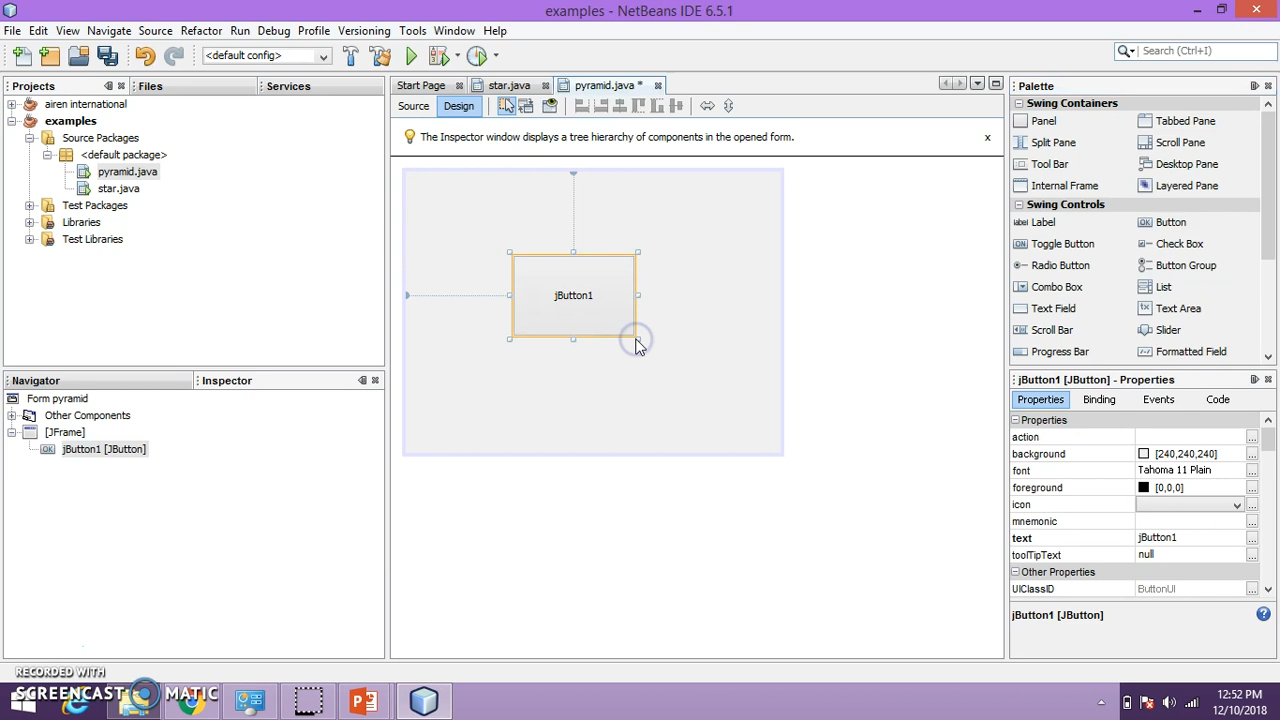 examples - NetBeans IDE 6.5.1
File Edit View Navigate Source Refactor Run Debug Profile Versioning Tools Window Help
<default config>
Search (Ctrl+I)
Projects
Files
Services
airen international
examples
Source Packages
<default package>
pyramid.java
star.java
Test Packages
Libraries
Test Libraries
Navigator
Inspector
Form pyramid
Other Components
[JFrame]
OK jButton1 [JButton]
Start Page
star.java
pyramid.java *
Source
Design
The Inspector window displays a tree hierarchy of components in the opened form.
x
jButton1
Palette
Swing Containers
Panel
Tabbed Pane
Split Pane
Scroll Pane
Tool Bar
Desktop Pane
Internal Frame
Layered Pane
Swing Controls
label Label
OK Button
ON Toggle Button
Check Box
Radio Button
Button Group
Combo Box
List
Text Field
Text Area
Scroll Bar
Slider
Progress Bar
Formatted Field
jButton1 [JButton] - Properties
Properties
Binding
Events
Code
Properties
action
...
background
[240,240,240]
...
font
Tahoma 11 Plain
...
foreground
[0,0,0]
...
icon
...
mnemonic
...
text
jButton1
...
toolTipText
null
...
Other Properties
UIClassID
ButtonUI
...
jButton1 [JButton]
?
RECORDED WITH
SCREENCAST MATIC
12:52 PM
12/10/2018